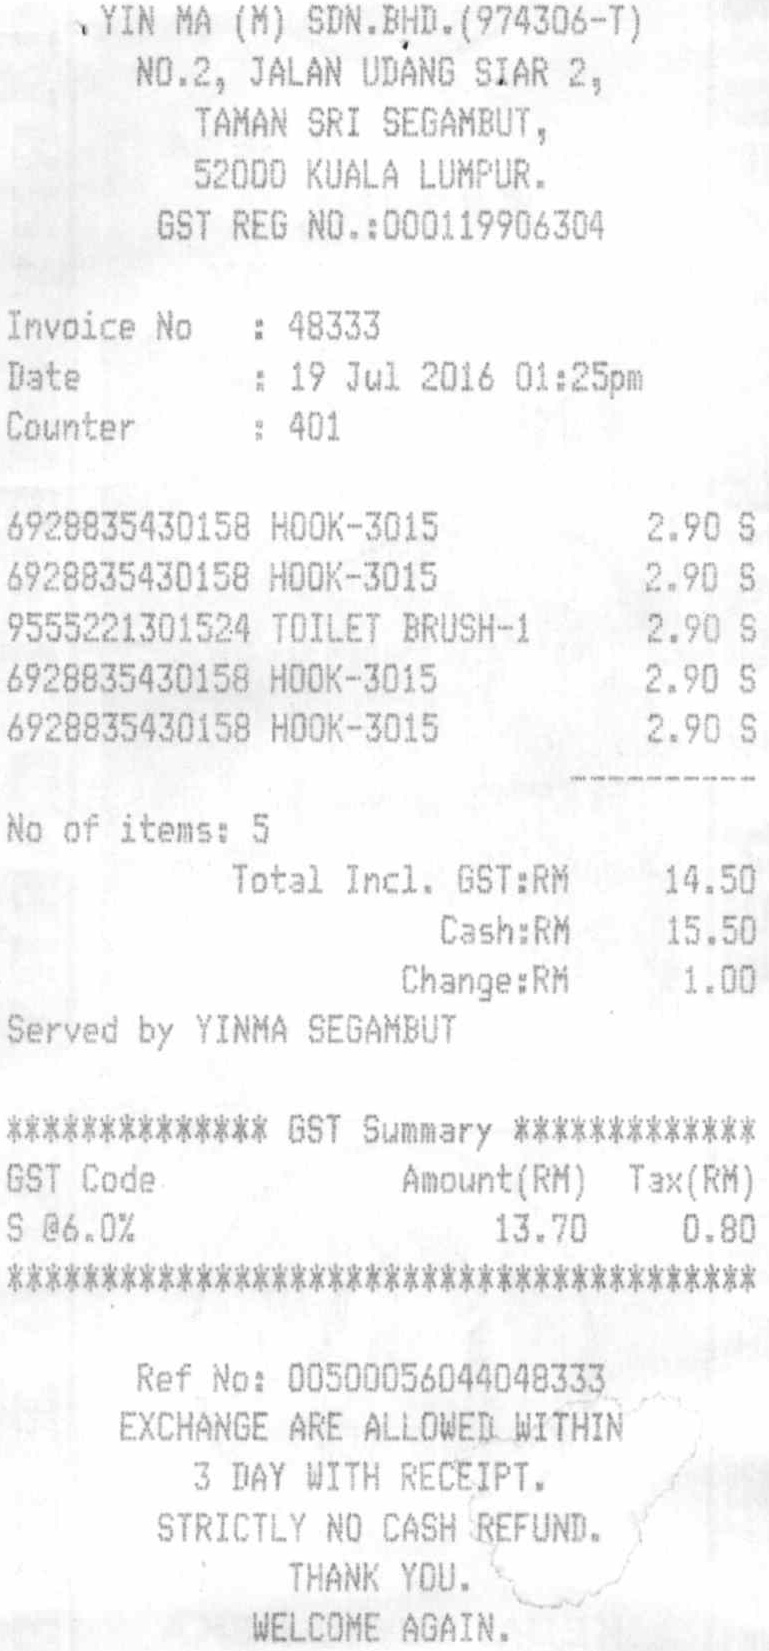 YIN MA (M) SDN.BHD.(974306-T)
NO.2, JALAN UDANG SIAR 2,
TAMAN SRI SEGAMBUT,
52000 KUALA LUMPUR.
GST REG NO.:000119906304
Invoice No : 48333
Date : 19 Jul 2016 01:25pm
Counter : 401
6928835430158 HOOK-3015 2.90 S
6928835430158 HOOK-3015 2.90 S
9555221301524 TOILET BRUSH-1 2.90 S
6928835430158 HOOK-3015 2.90 S
6928835430158 HOOK-3015 2.90 S
-----------
No of items: 5
Total Incl. GST:RM 14.50
Cash:RM 15.50
Change:RM 1.00
Served by YINMA SEGAMBUT
************** GST Summary *************
GST Code Amount(RM) Tax(RM)
S @6.0% 13.70 0.80
****************************************
Ref No: 00500056044048333
EXCHANGE ARE ALLOWED WITHIN
3 DAY WITH RECEIPT.
STRICTLY NO CASH REFUND.
THANK YOU.
WELCOME AGAIN.